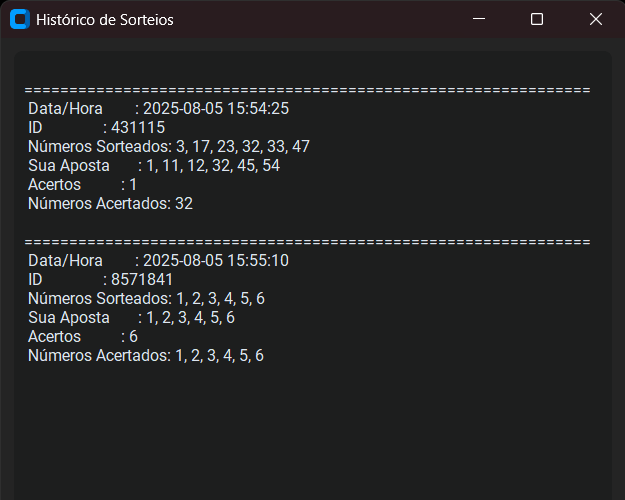 Histórico de Sorteios
===============================================================
Data/Hora : 2025-08-05 15:54:25
ID : 431115
Números Sorteados: 3, 17, 23, 32, 33, 47
Sua Aposta : 1, 11, 12, 32, 45, 54
Acertos : 1
Números Acertados: 32
===============================================================
Data/Hora : 2025-08-05 15:55:10
ID : 8571841
Números Sorteados: 1, 2, 3, 4, 5, 6
Sua Aposta : 1, 2, 3, 4, 5, 6
Acertos : 6
Números Acertados: 1, 2, 3, 4, 5, 6